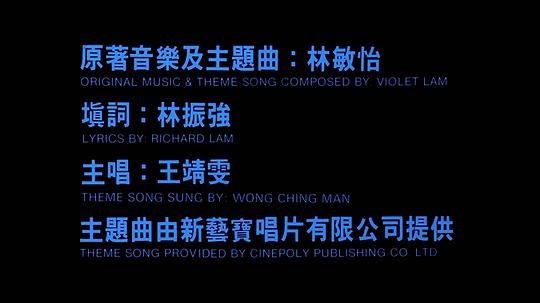 原著音樂及主題曲：林敏怡
ORIGINAL MUSIC & THEME SONG COMPOSED BY: VIOLET LAM
填詞：林振強
LYRICS BY: RICHARD LAM
主唱：王靖雯
THEME SONG SUNG BY: WONG CHING MAN
主題曲由新藝寶唱片有限公司提供
THEME SONG PROVIDED BY CINEPOLY PUBLISHING CO. LTD